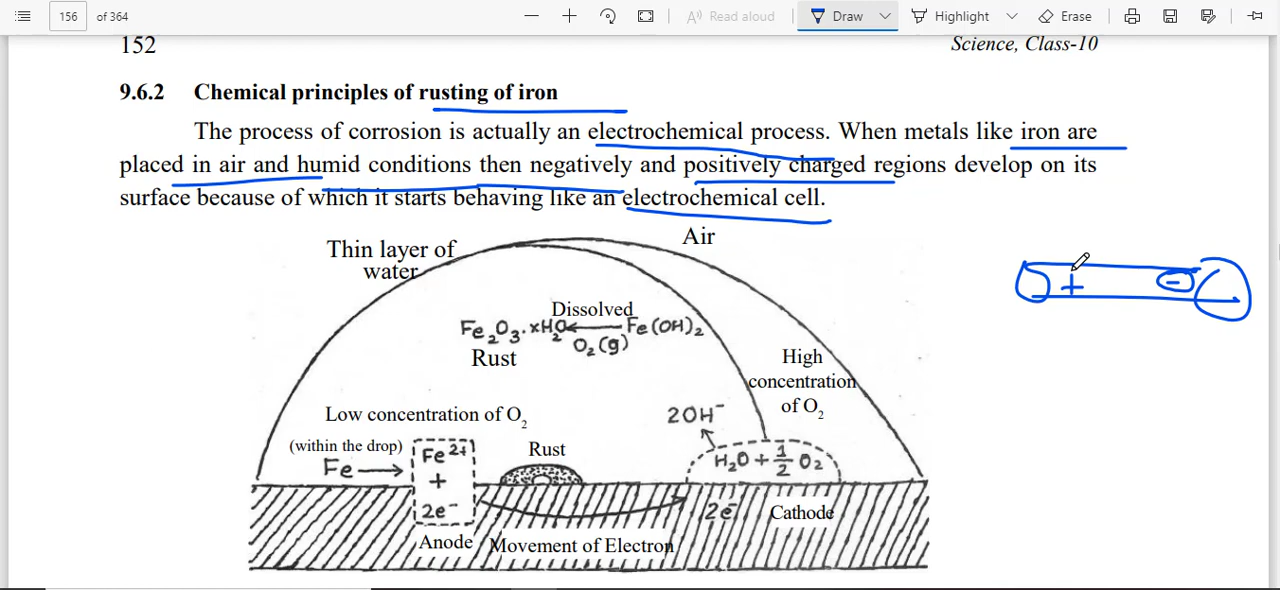 156 of 364
Read aloud Draw Highlight Erase
152 Science, Class-10
9.6.2 Chemical principles of rusting of iron
The process of corrosion is actually an electrochemical process. When metals like iron are
placed in air and humid conditions then negatively and positively charged regions develop on its
surface because of which it starts behaving like an electrochemical cell.
Air
Thin layer of
water
Dissolved
Fe₂O₃.xH₂O ← Fe(OH)₂
O₂(g)
Rust
High
concentration
of O₂
Low concentration of O₂
2OH⁻
(within the drop)
Fe → Fe²⁺
+
2e⁻
Rust
H₂O + 1/2 O₂
2e⁻ Cathode
Anode Movement of Electron
+ -